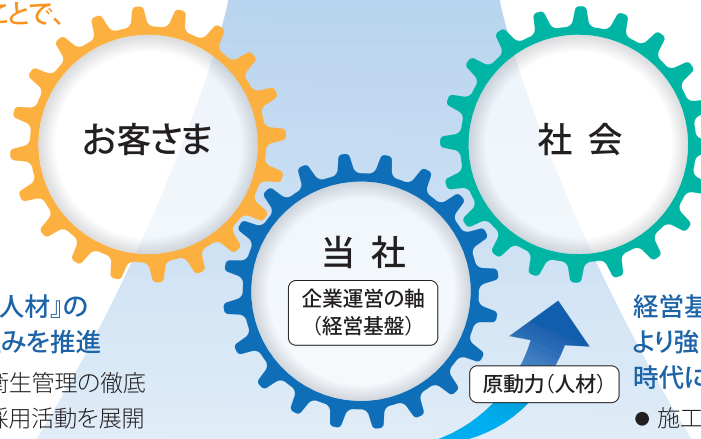 ことで、
お客さま
社 会
当 社
企業運営の軸
（経営基盤）
人材』の
みを推進
衛生管理の徹底
採用活動を展開
原動力（人材）
経営基
より強
時代に
● 施工